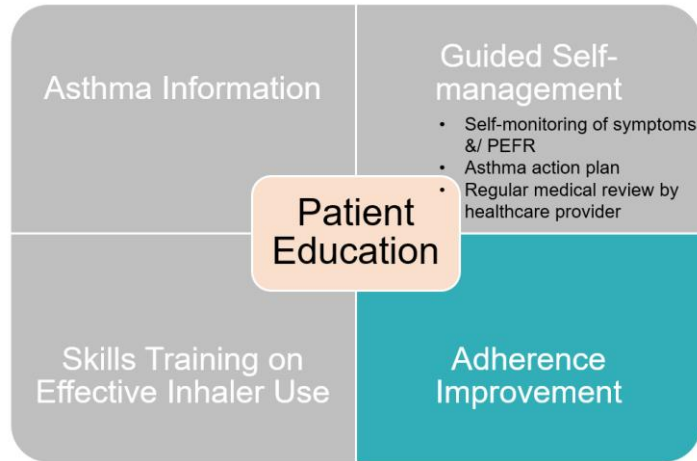 Asthma Information
Guided Self-
management
• Self-monitoring of symptoms
&/ PEFR
• Asthma action plan
• Regular medical review by
healthcare provider
Patient
Education
Skills Training on
Effective Inhaler Use
Adherence
Improvement